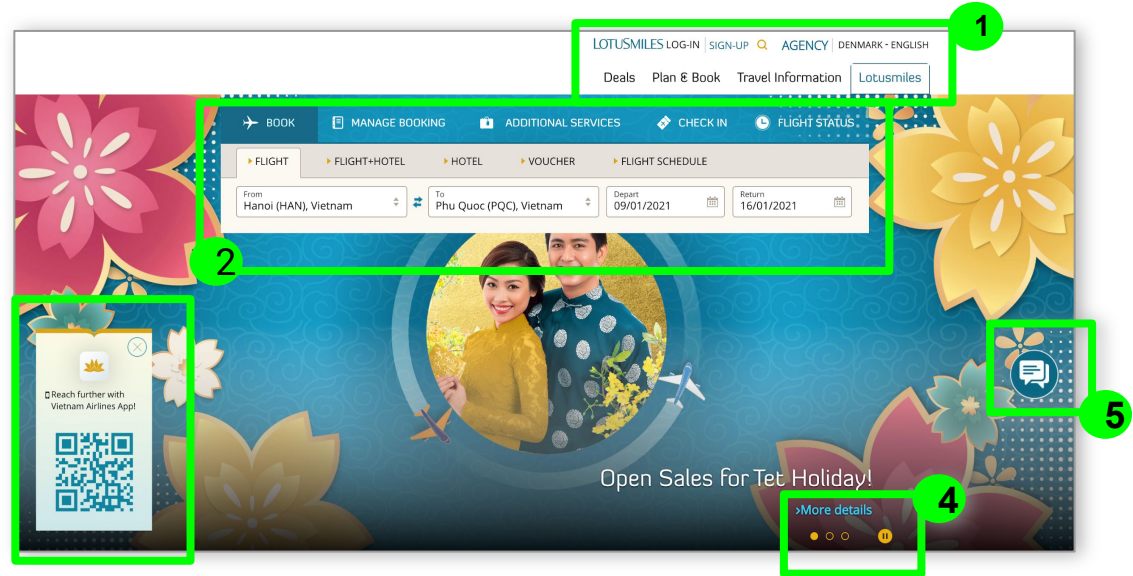 1
LOTUSMILES LOG-IN SIGN-UP AGENCY DENMARK - ENGLISH
Deals Plan & Book Travel Information Lotusmiles
BOOK MANAGE BOOKING ADDITIONAL SERVICES CHECK IN FLIGHT STATUS
FLIGHT FLIGHT+HOTEL HOTEL VOUCHER FLIGHT SCHEDULE
From To Depart Return
Hanoi (HAN), Vietnam Phu Quoc (PQC), Vietnam 09/01/2021 16/01/2021
2
Reach further with
Vietnam Airlines App!
5
Open Sales for Tet Holiday!
4
›More details